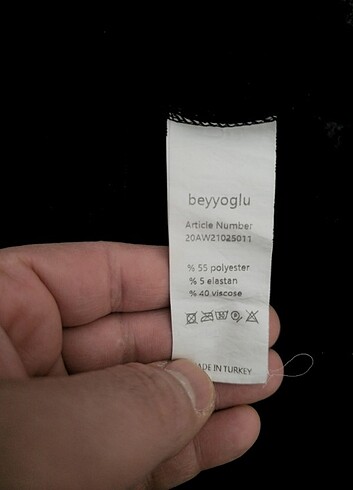 beyyoglu
Article Number
20AW21025011
% 55 polyester
% 5 elastan
% 40 viscose
MADE IN TURKEY